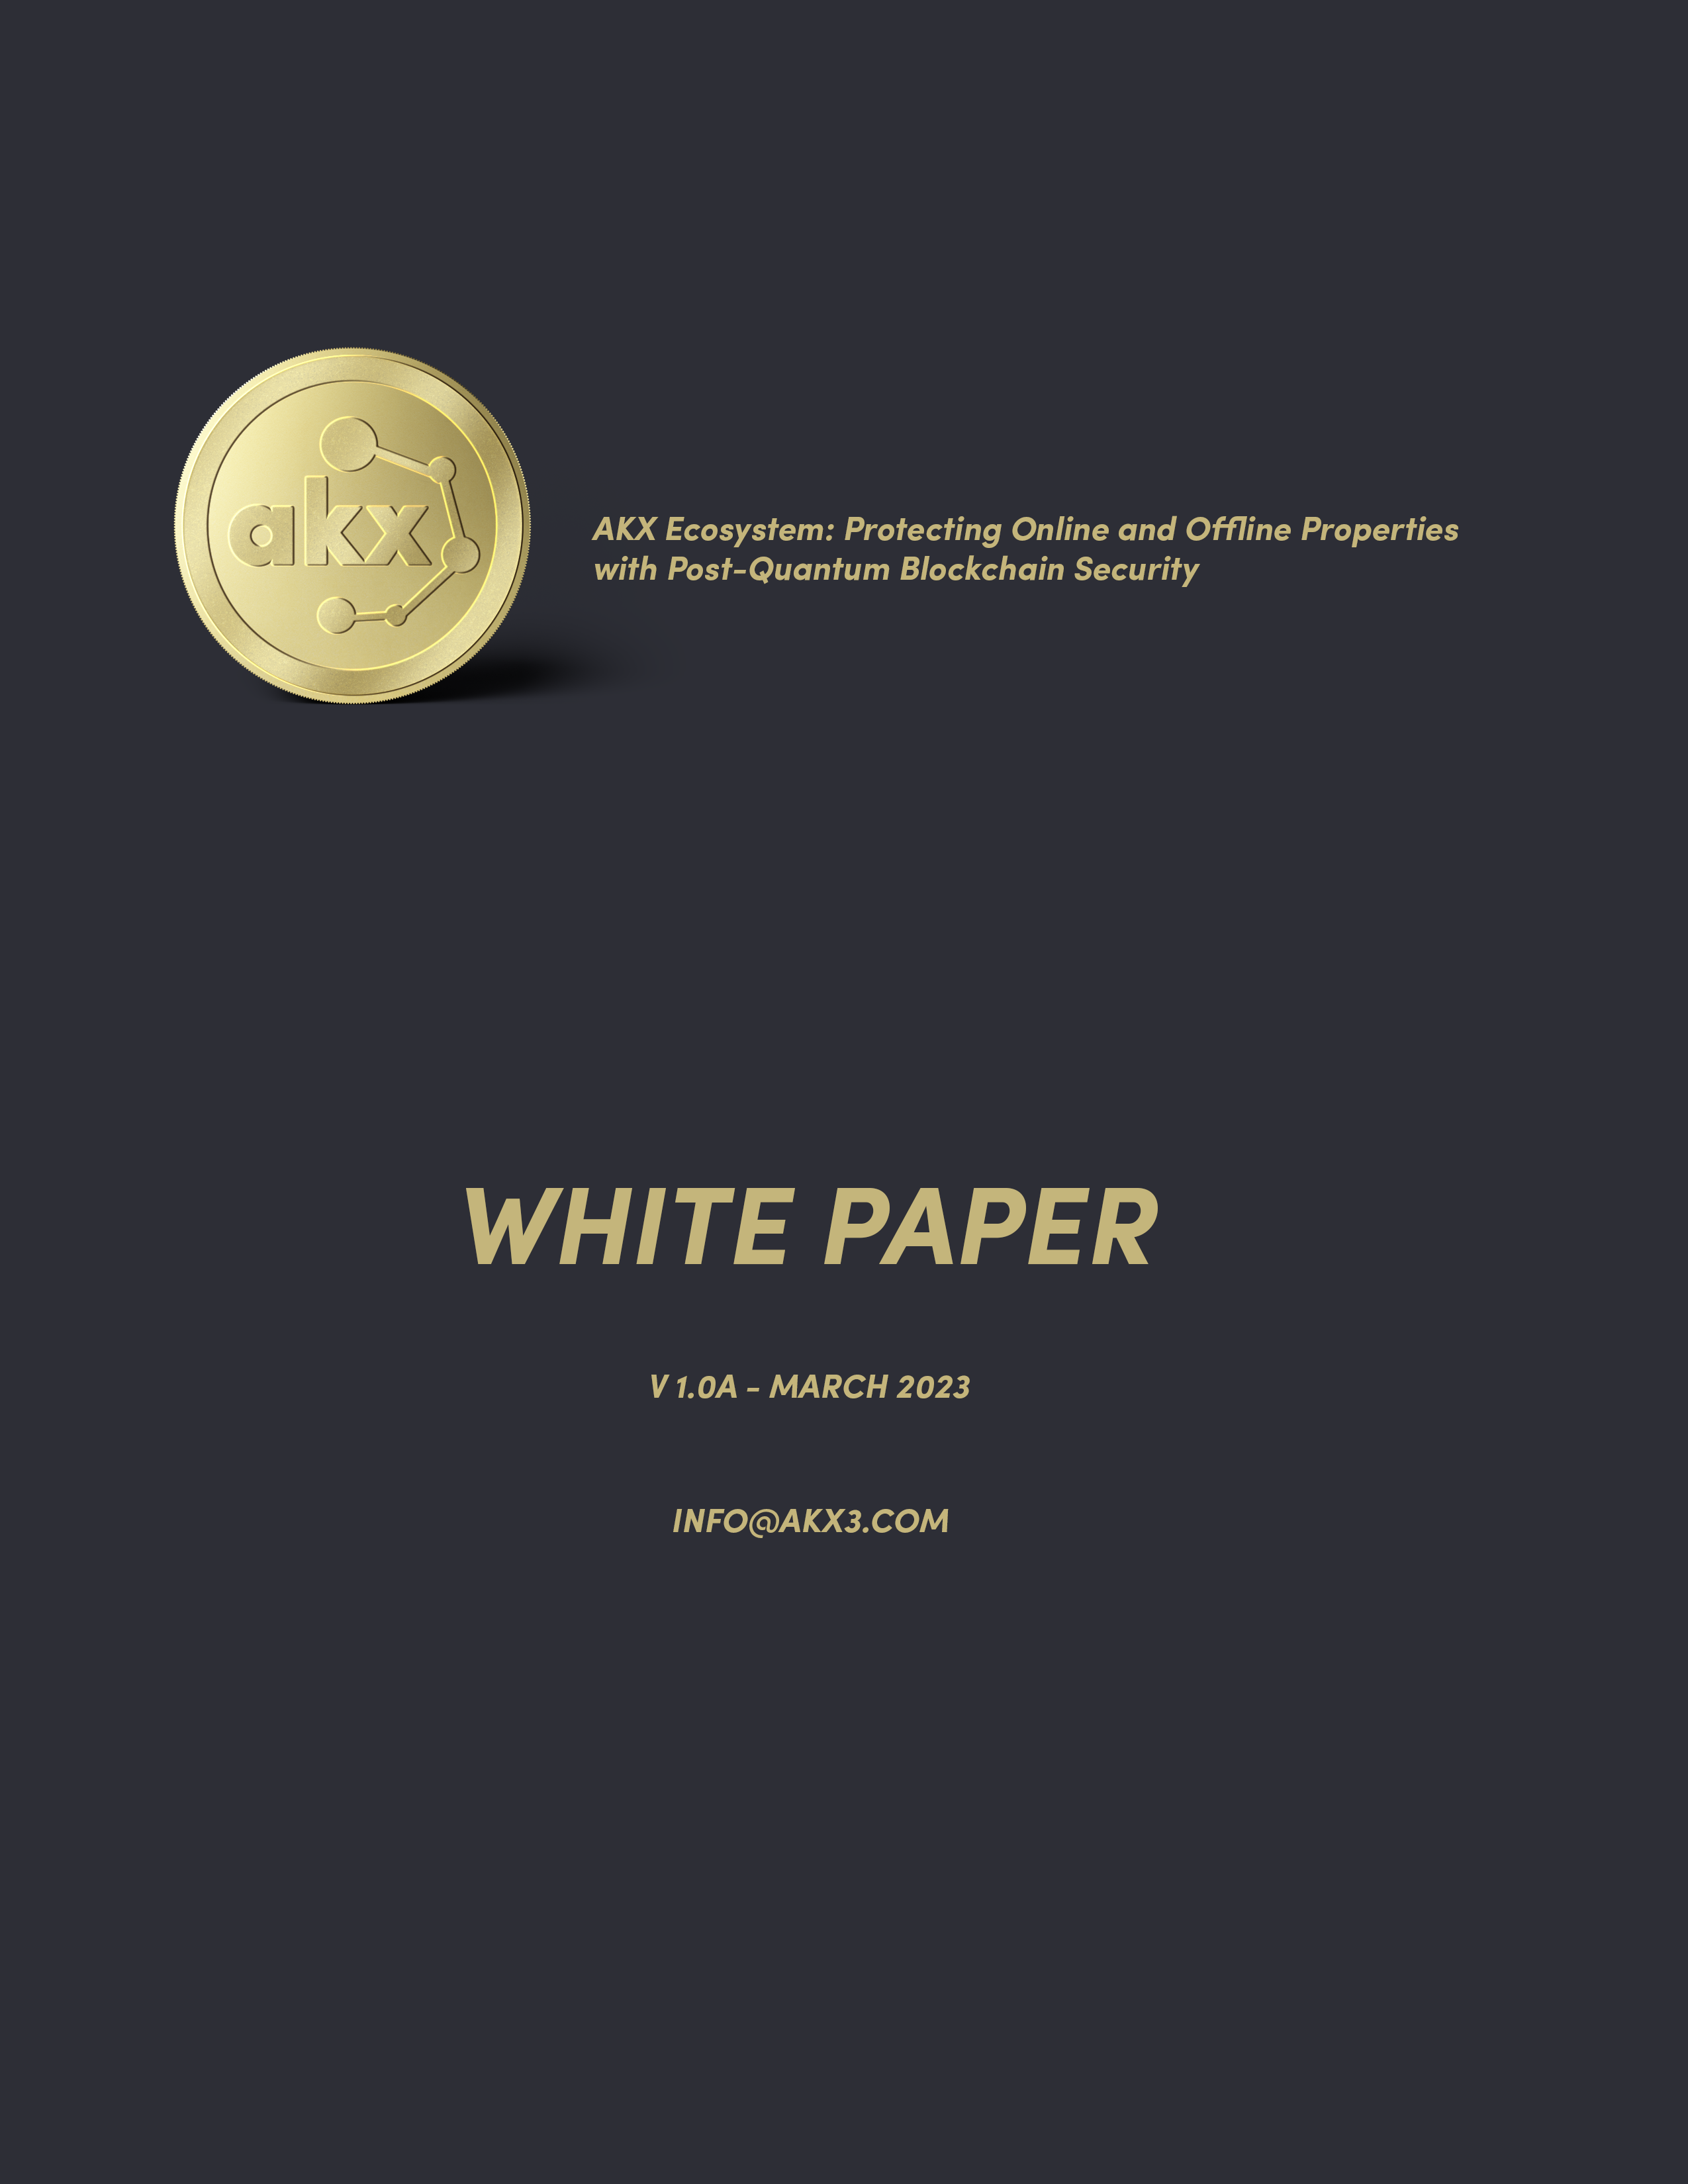 akx
AKX Ecosystem: Protecting Online and Offline Properties
with Post-Quantum Blockchain Security
WHITE PAPER
V 1.0A - MARCH 2023
INFO@AKX3.COM